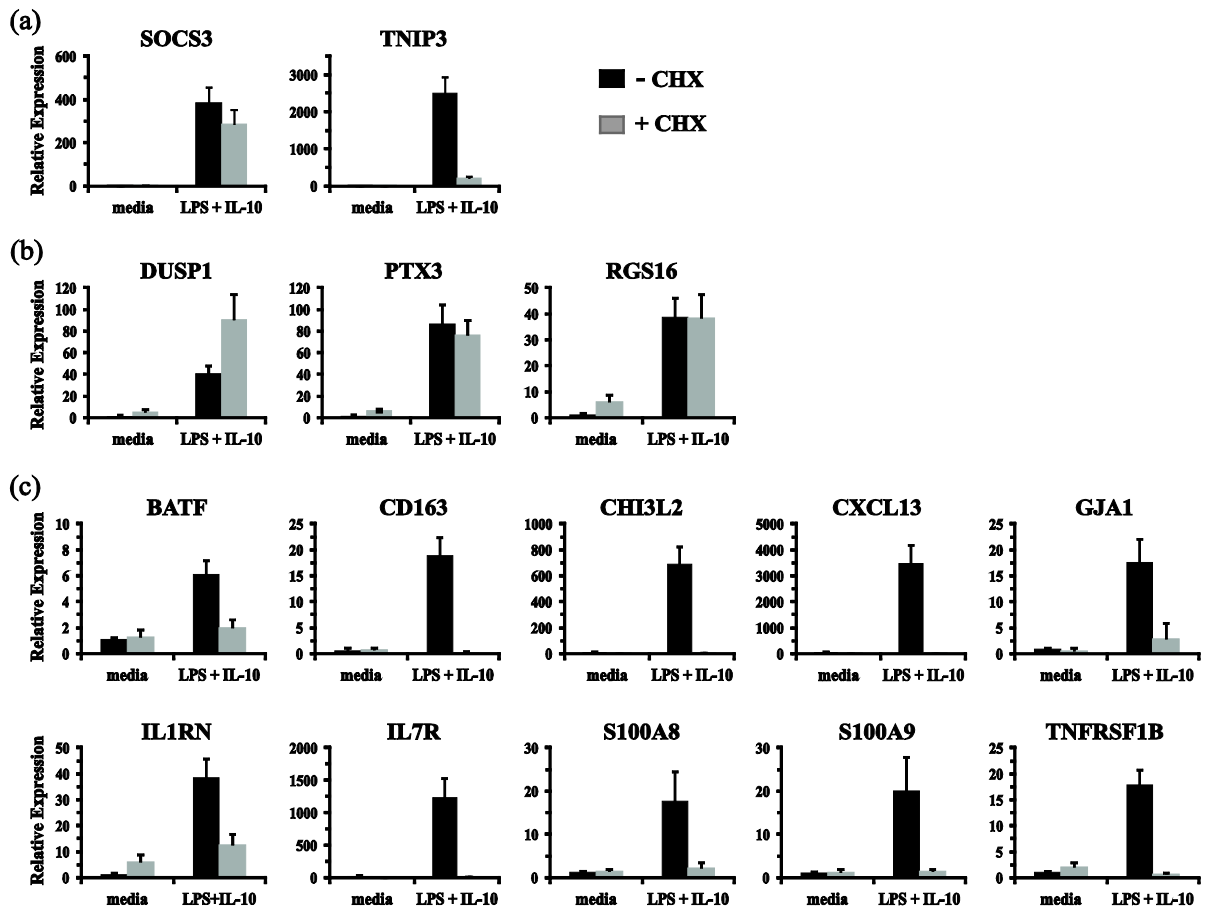 (a)
SOCS3
TNIP3
Relative Expression
600
400
200
0
media
LPS + IL-10
3000
2000
1000
0
media
LPS + IL-10
- CHX
+ CHX
(b)
DUSP1
PTX3
RGS16
Relative Expression
120
100
80
60
40
20
0
media
LPS + IL-10
120
100
80
60
40
20
0
media
LPS + IL-10
50
40
30
20
10
0
media
LPS + IL-10
(c)
BATF
CD163
CHI3L2
CXCL13
GJA1
Relative Expression
10
8
6
4
2
0
media
LPS + IL-10
25
20
15
10
5
0
media
LPS + IL-10
1000
800
600
400
200
0
media
LPS + IL-10
5000
4000
3000
2000
1000
0
media
LPS + IL-10
25
20
15
10
5
0
media
LPS + IL-10
IL1RN
IL7R
S100A8
S100A9
TNFRSF1B
Relative Expression
50
40
30
20
10
0
media
LPS+IL-10
2000
1500
1000
500
0
media
LPS + IL-10
30
20
10
0
media
LPS + IL-10
30
20
10
0
media
LPS + IL-10
25
20
15
10
5
0
media
LPS + IL-10